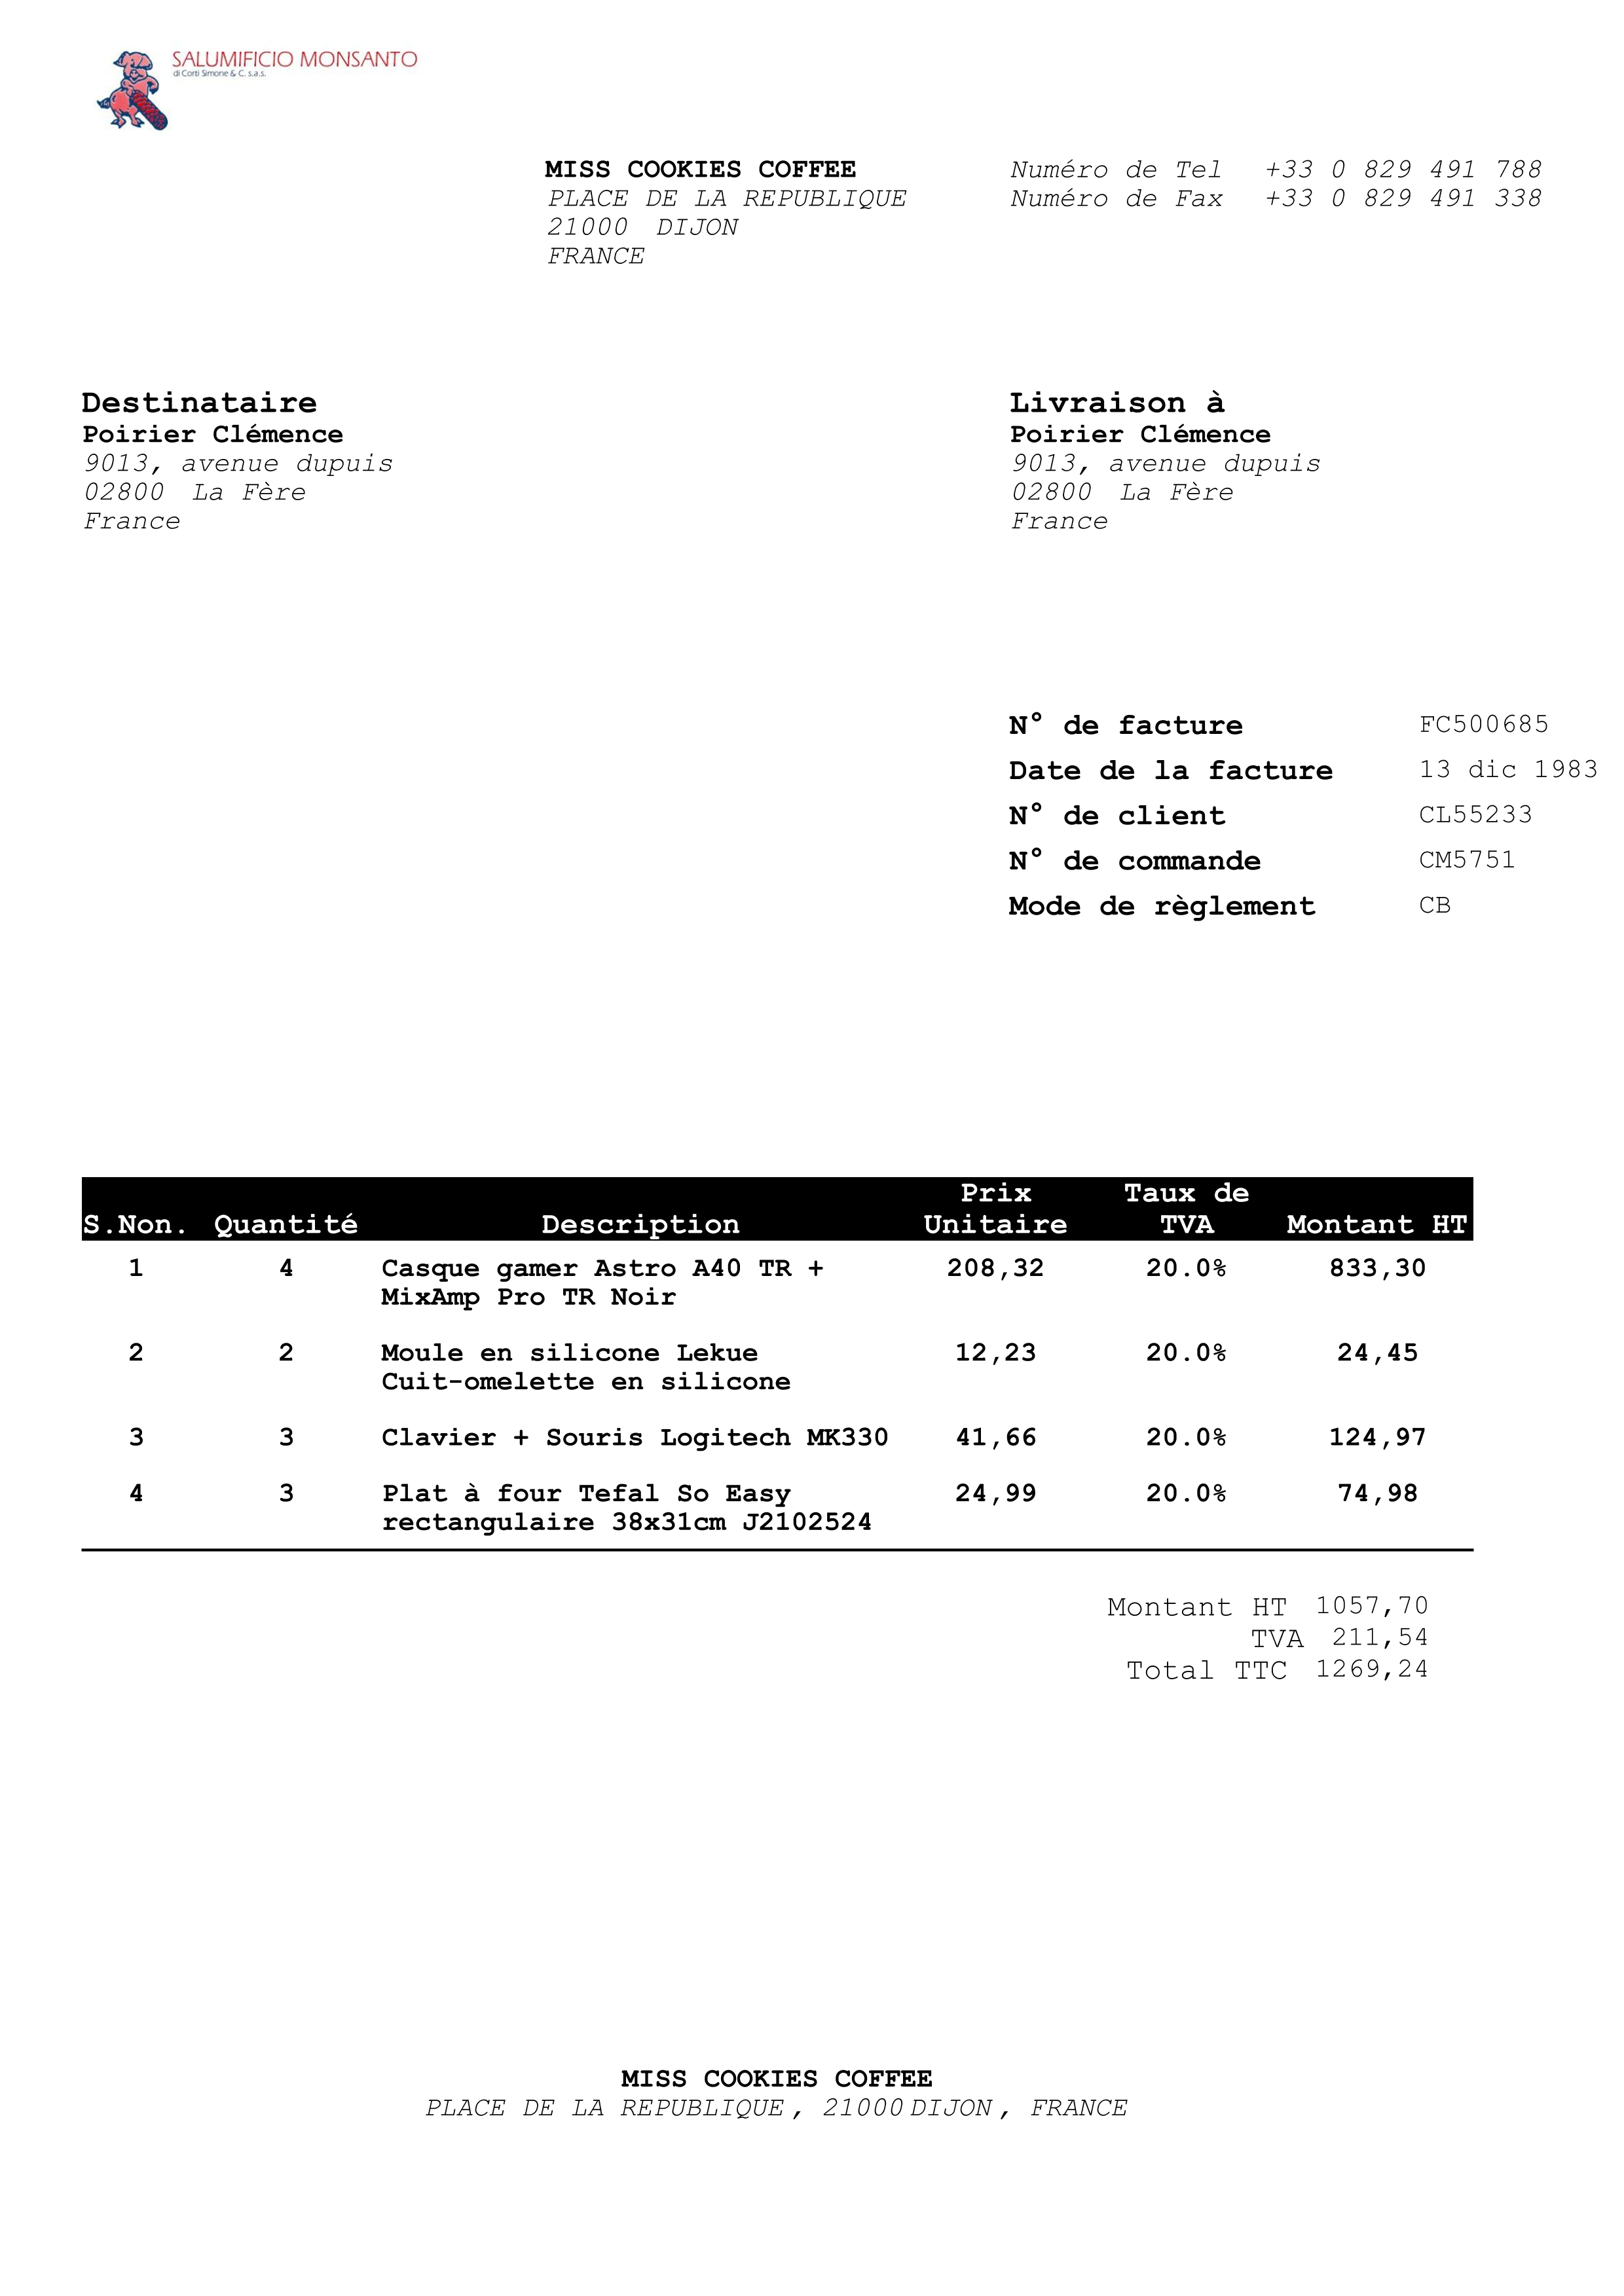 SALUMIFICIO MONSANTO
di Corti Simone & C. s.a.s.
MISS COOKIES COFFEE
PLACE DE LA REPUBLIQUE
21000 DIJON
FRANCE
Numéro de Tel +33 0 829 491 788
Numéro de Fax +33 0 829 491 338
Destinataire
Poirier Clémence
9013, avenue dupuis
02800 La Fère
France
Livraison à
Poirier Clémence
9013, avenue dupuis
02800 La Fère
France
N° de facture FC500685
Date de la facture 13 dic 1983
N° de client CL55233
N° de commande CM5751
Mode de règlement CB
Prix Taux de
S.Non. Quantité Description Unitaire TVA Montant HT
1 4 Casque gamer Astro A40 TR + 208,32 20.0% 833,30
MixAmp Pro TR Noir
2 2 Moule en silicone Lekue 12,23 20.0% 24,45
Cuit-omelette en silicone
3 3 Clavier + Souris Logitech MK330 41,66 20.0% 124,97
4 3 Plat à four Tefal So Easy 24,99 20.0% 74,98
rectangulaire 38x31cm J2102524
Montant HT 1057,70
TVA 211,54
Total TTC 1269,24
MISS COOKIES COFFEE
PLACE DE LA REPUBLIQUE , 21000 DIJON , FRANCE